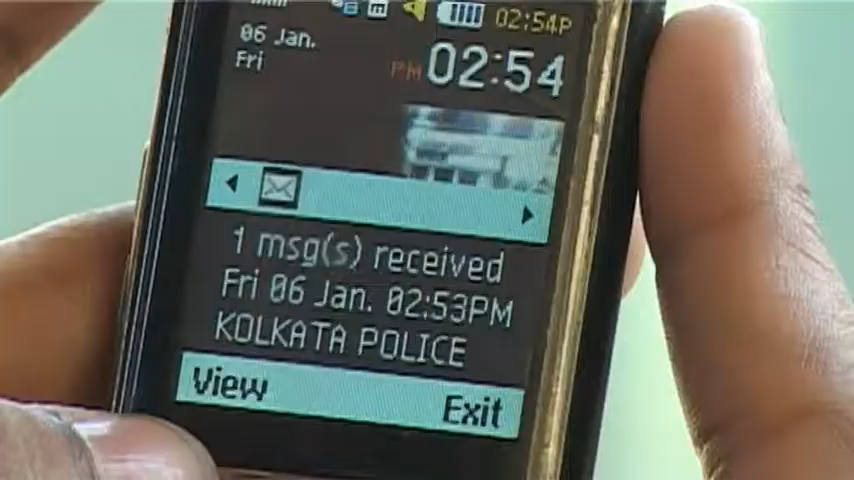 02:54P
06 Jan.
Fri
PM 02:54
1 msg(s) received
Fri 06 Jan. 02:53PM
KOLKATA POLICE
View
Exit